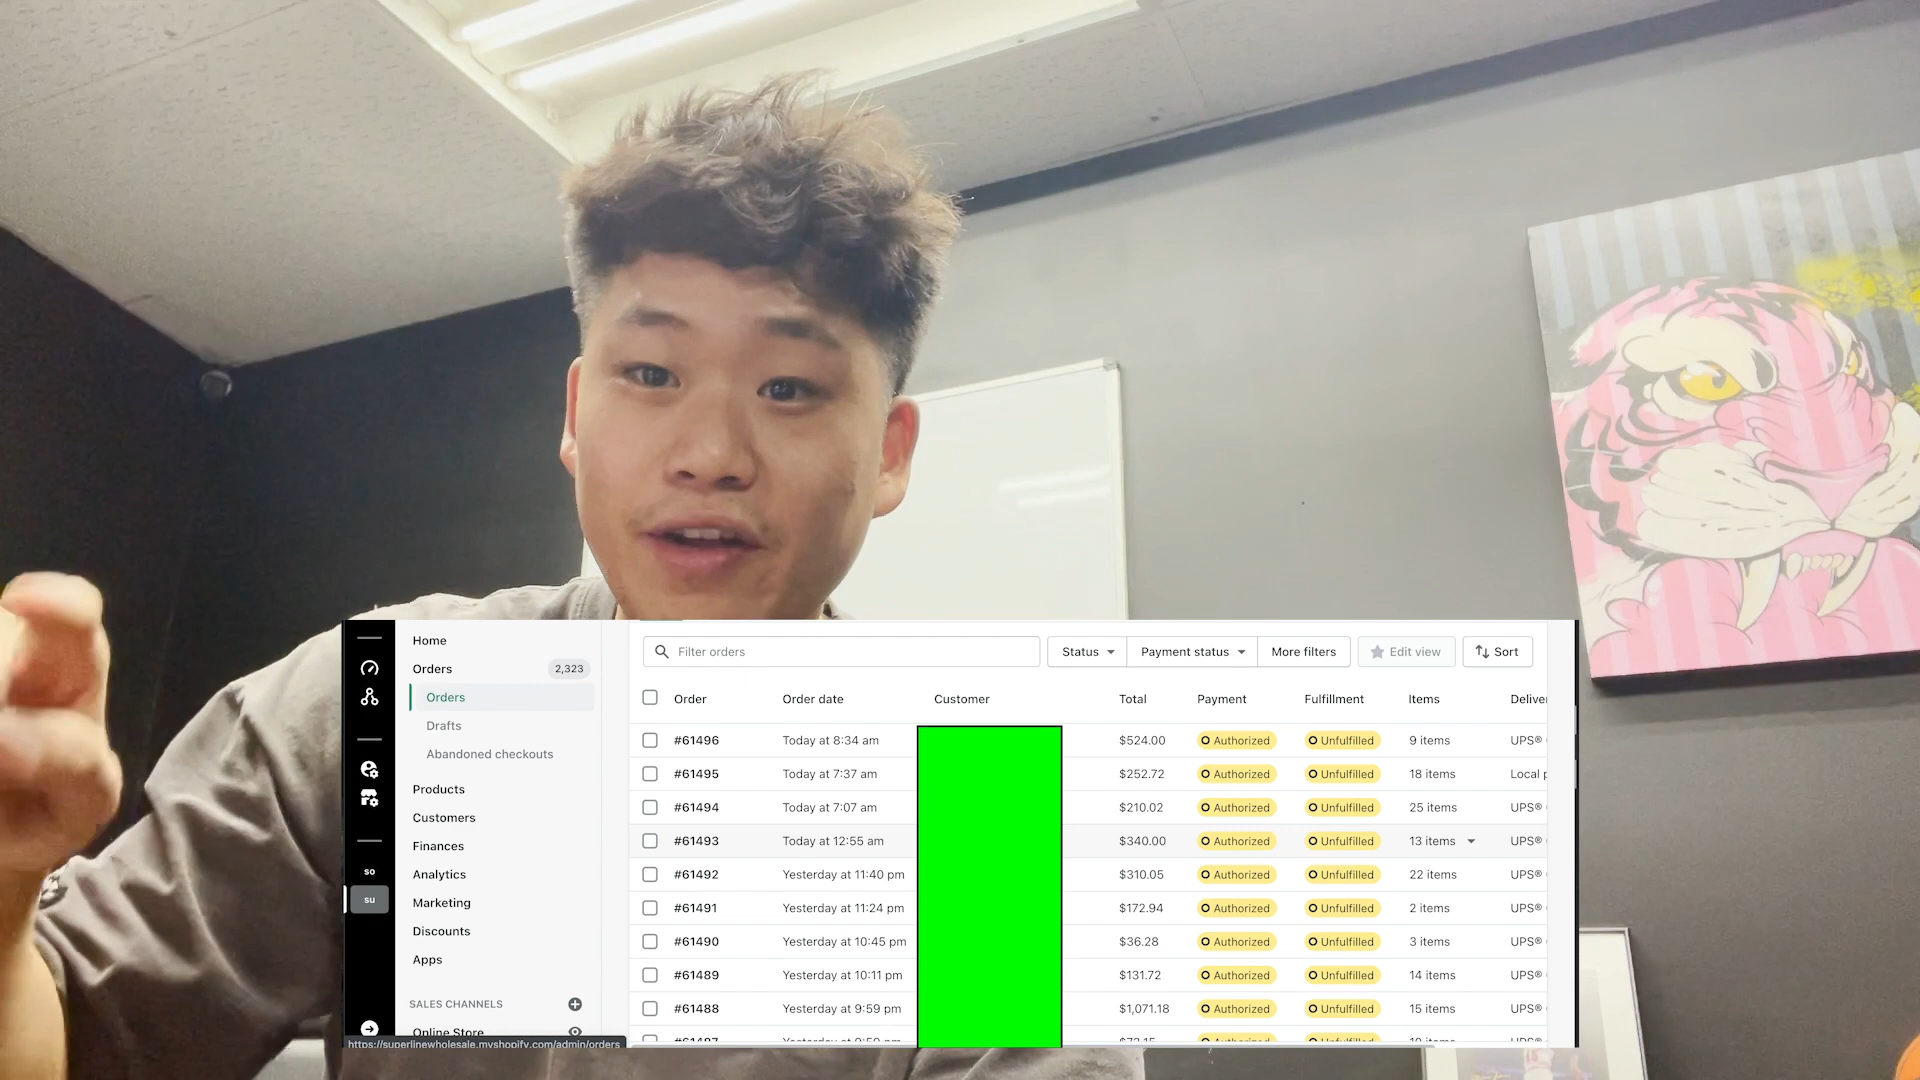 Home
Orders 2,323
Orders
Drafts
Abandoned checkouts
Products
Customers
Finances
Analytics
Marketing
Discounts
Apps
SALES CHANNELS
Online Store
so
su
https://superlinewholesale.myshopify.com/admin/orders
Filter orders Status Payment status More filters Edit view Sort
Order Order date Customer Total Payment Fulfillment Items Deliver
#61496 Today at 8:34 am $524.00 Authorized Unfulfilled 9 items UPS®
#61495 Today at 7:37 am $252.72 Authorized Unfulfilled 18 items Local p
#61494 Today at 7:07 am $210.02 Authorized Unfulfilled 25 items UPS®
#61493 Today at 12:55 am $340.00 Authorized Unfulfilled 13 items UPS®
#61492 Yesterday at 11:40 pm $310.05 Authorized Unfulfilled 22 items UPS®
#61491 Yesterday at 11:24 pm $172.94 Authorized Unfulfilled 2 items UPS®
#61490 Yesterday at 10:45 pm $36.28 Authorized Unfulfilled 3 items UPS®
#61489 Yesterday at 10:11 pm $131.72 Authorized Unfulfilled 14 items UPS®
#61488 Yesterday at 9:59 pm $1,071.18 Authorized Unfulfilled 15 items UPS®